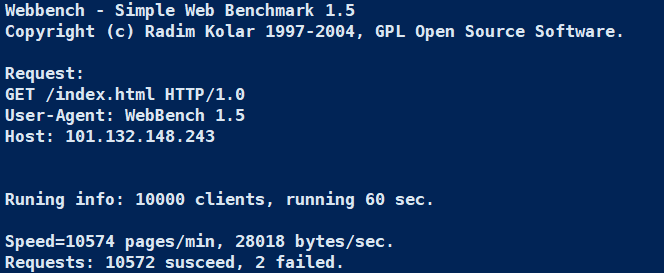 Webbench - Simple Web Benchmark 1.5
Copyright (c) Radim Kolar 1997-2004, GPL Open Source Software.
Request:
GET /index.html HTTP/1.0
User-Agent: WebBench 1.5
Host: 101.132.148.243
Runing info: 10000 clients, running 60 sec.
Speed=10574 pages/min, 28018 bytes/sec.
Requests: 10572 susceed, 2 failed.